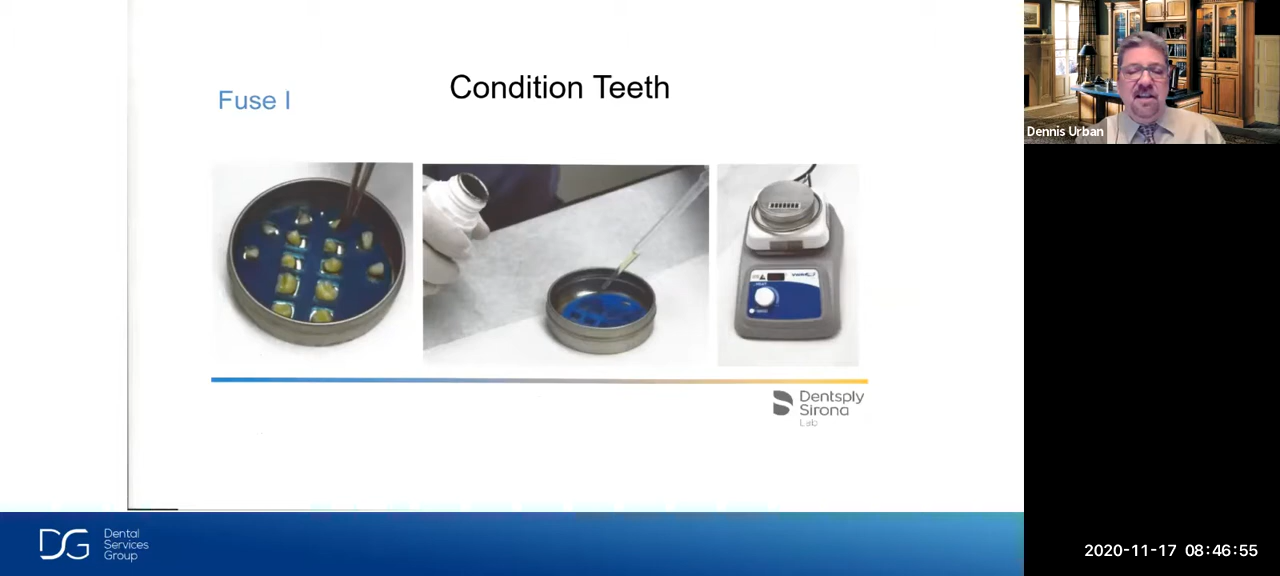 Condition Teeth
Fuse I
Dennis Urban
Dentsply
Sirona
Lab
DG
Dental
Services
Group
2020-11-17 08:46:55